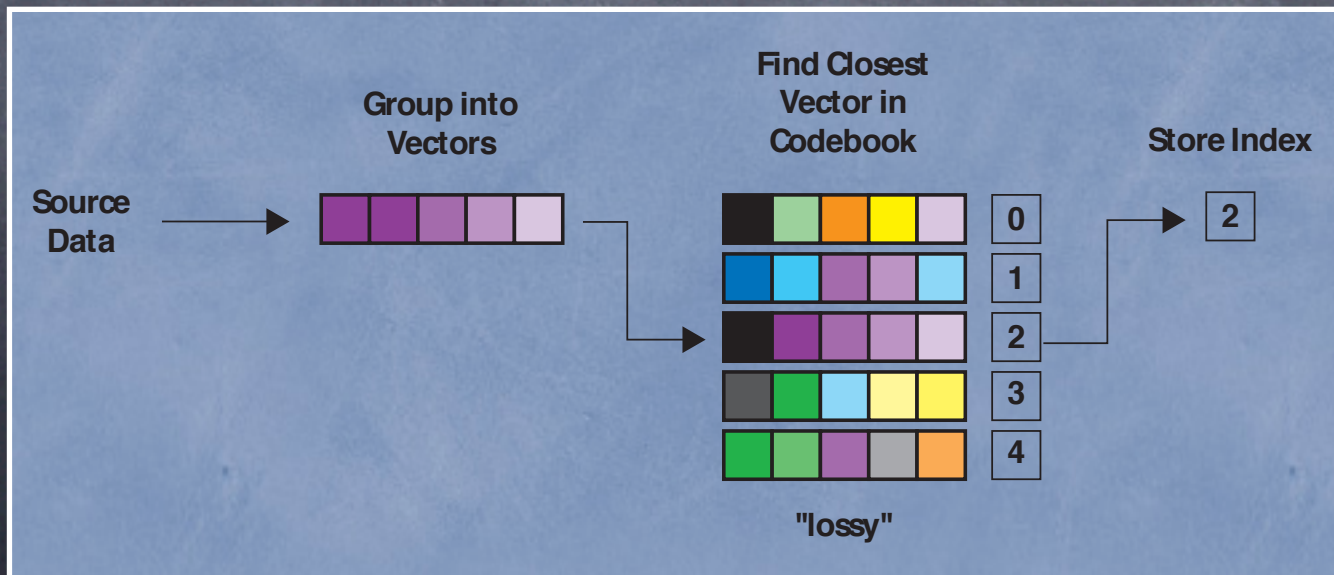 Source
Data
Group into
Vectors
Find Closest
Vector in
Codebook
0
1
2
3
4
"lossy"
Store Index
2